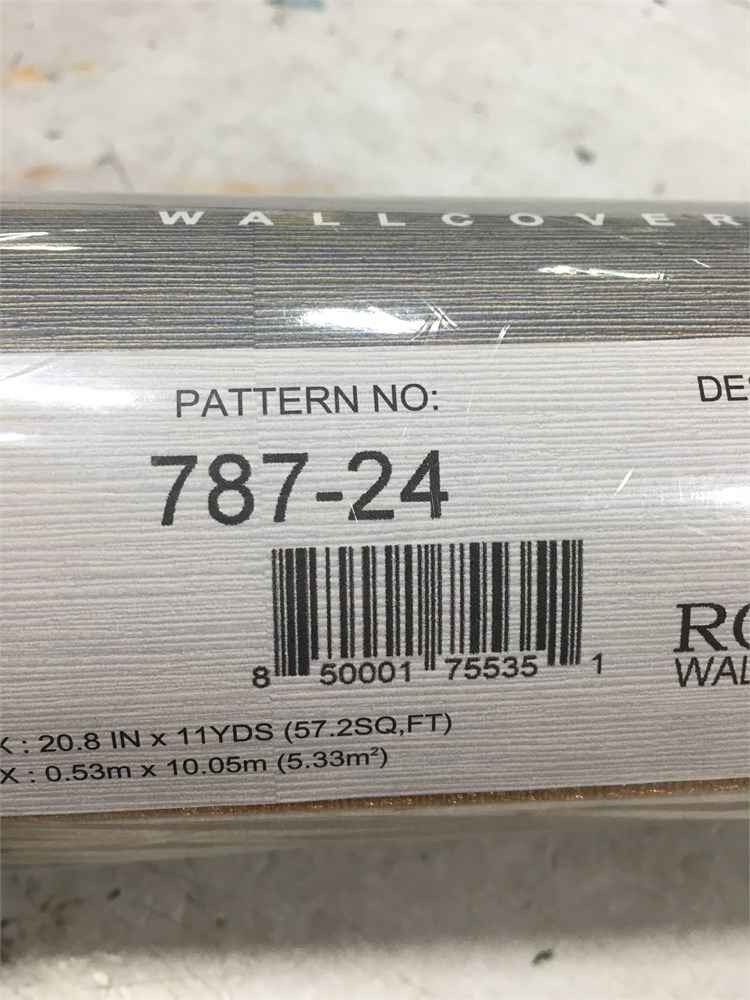 WALLCOVER
PATTERN NO:
DES
787-24
8 50001 75535 1
RO
WAL
X : 20.8 IN x 11YDS (57.2SQ,FT)
X : 0.53m x 10.05m (5.33m²)